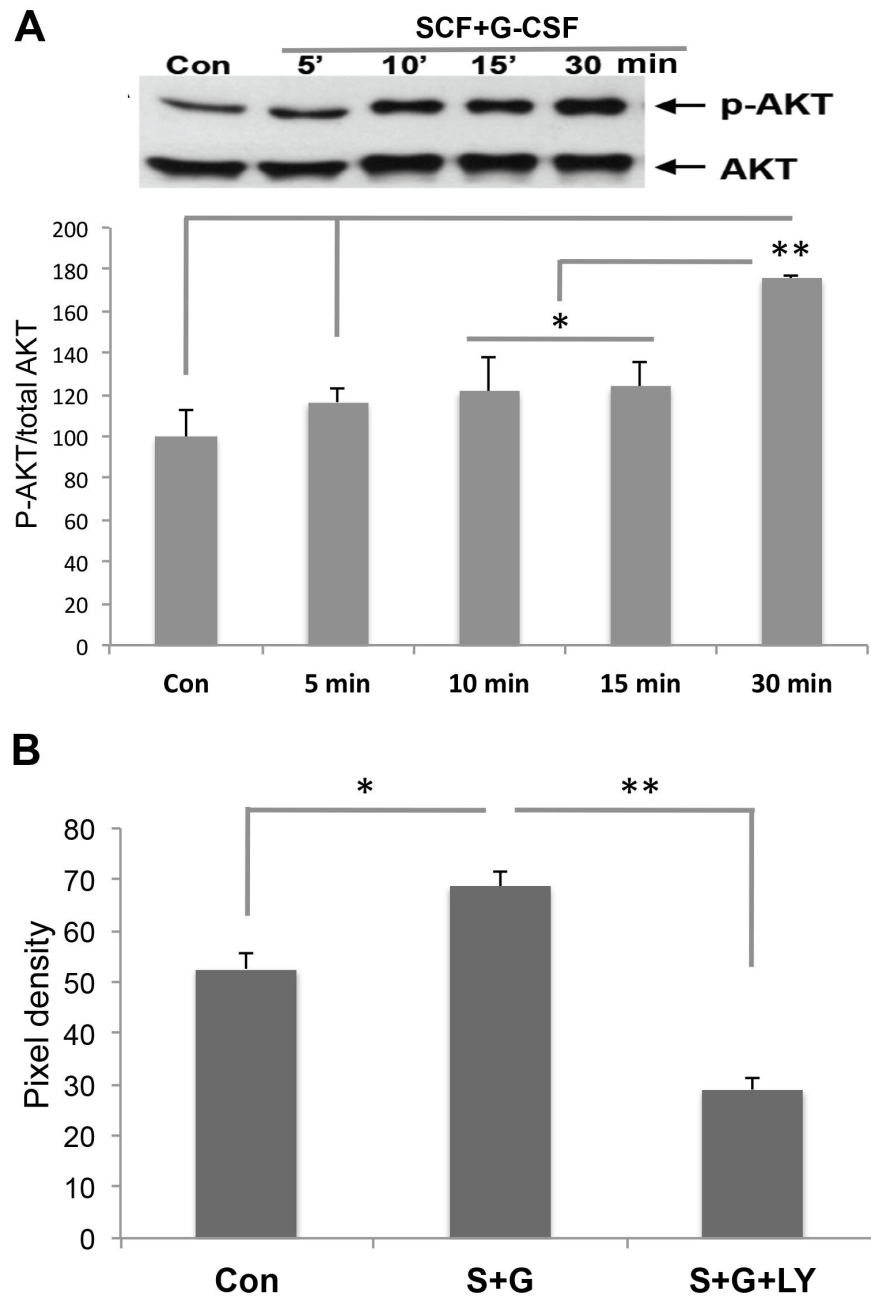 A
SCF+G-CSF
Con 5’ 10’ 15’ 30 min
p-AKT
AKT
P-AKT/total AKT
200
180
160
140
120
100
80
60
40
20
0
**
*
Con 5 min 10 min 15 min 30 min
B
* **
Pixel density
80
70
60
50
40
30
20
10
0
Con S+G S+G+LY